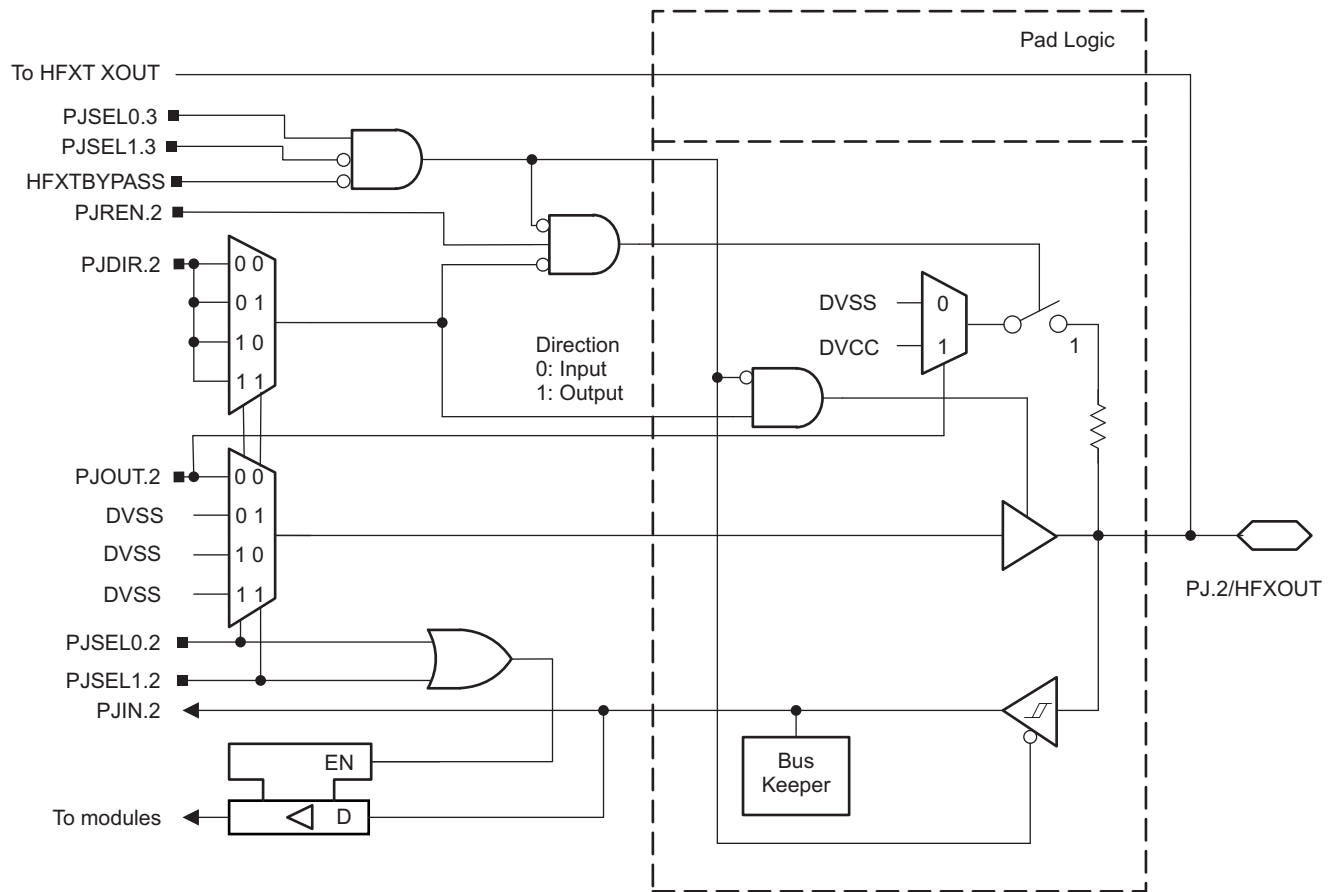 Pad Logic
To HFXT XOUT
PJSEL0.3
PJSEL1.3
HFXTBYPASS
PJREN.2
PJDIR.2
0 0
0 1
1 0
1 1
Direction
0: Input
1: Output
DVSS
0
DVCC
1
1
PJOUT.2
0 0
DVSS
0 1
DVSS
1 0
DVSS
1 1
PJ.2/HFXOUT
PJSEL0.2
PJSEL1.2
PJIN.2
EN
Bus
Keeper
To modules
D